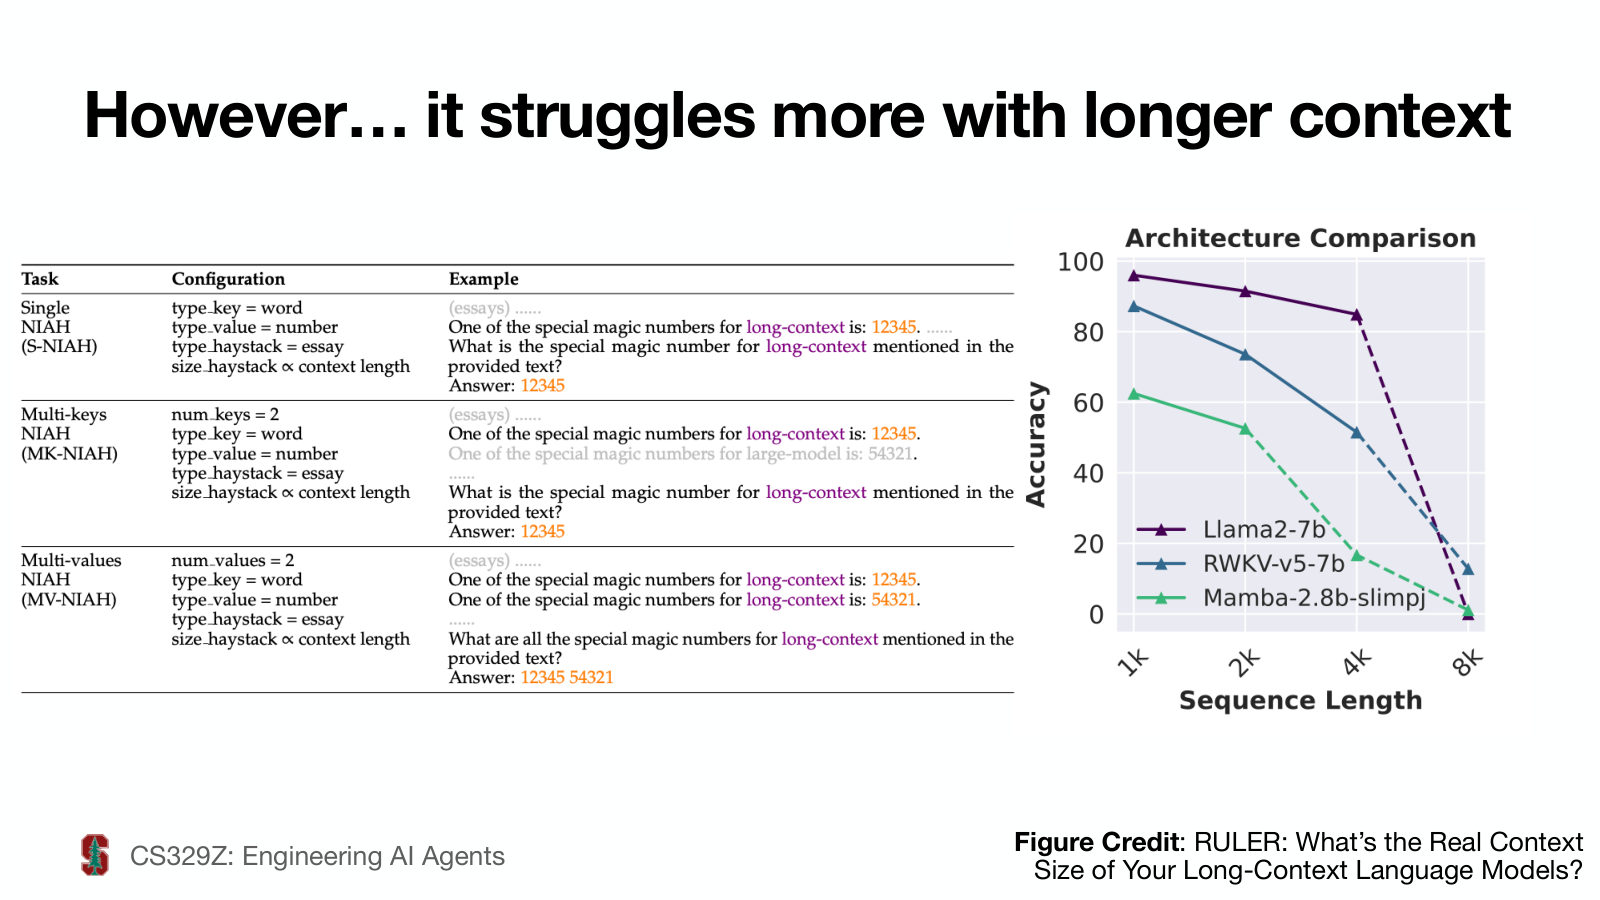 However… it struggles more with longer context
Task Configuration Example
Single type_key = word (essays) ......
NIAH type_value = number One of the special magic numbers for long-context is: 12345. ......
(S-NIAH) type_haystack = essay What is the special magic number for long-context mentioned in the
size_haystack ∝ context length provided text?
Answer: 12345
Multi-keys num_keys = 2 (essays) ......
NIAH type_key = word One of the special magic numbers for long-context is: 12345.
(MK-NIAH) type_value = number One of the special magic numbers for large-model is: 54321.
type_haystack = essay ......
size_haystack ∝ context length What is the special magic number for long-context mentioned in the
provided text?
Answer: 12345
Multi-values num_values = 2 (essays) ......
NIAH type_key = word One of the special magic numbers for long-context is: 12345.
(MV-NIAH) type_value = number One of the special magic numbers for long-context is: 54321.
type_haystack = essay ......
size_haystack ∝ context length What are all the special magic numbers for long-context mentioned in the
provided text?
Answer: 12345 54321
Architecture Comparison
Accuracy
100
80
60
40
20
0
Llama2-7b
RWKV-v5-7b
Mamba-2.8b-slimpj
1k 2k 4k 8k
Sequence Length
CS329Z: Engineering AI Agents
Figure Credit: RULER: What’s the Real Context
Size of Your Long-Context Language Models?